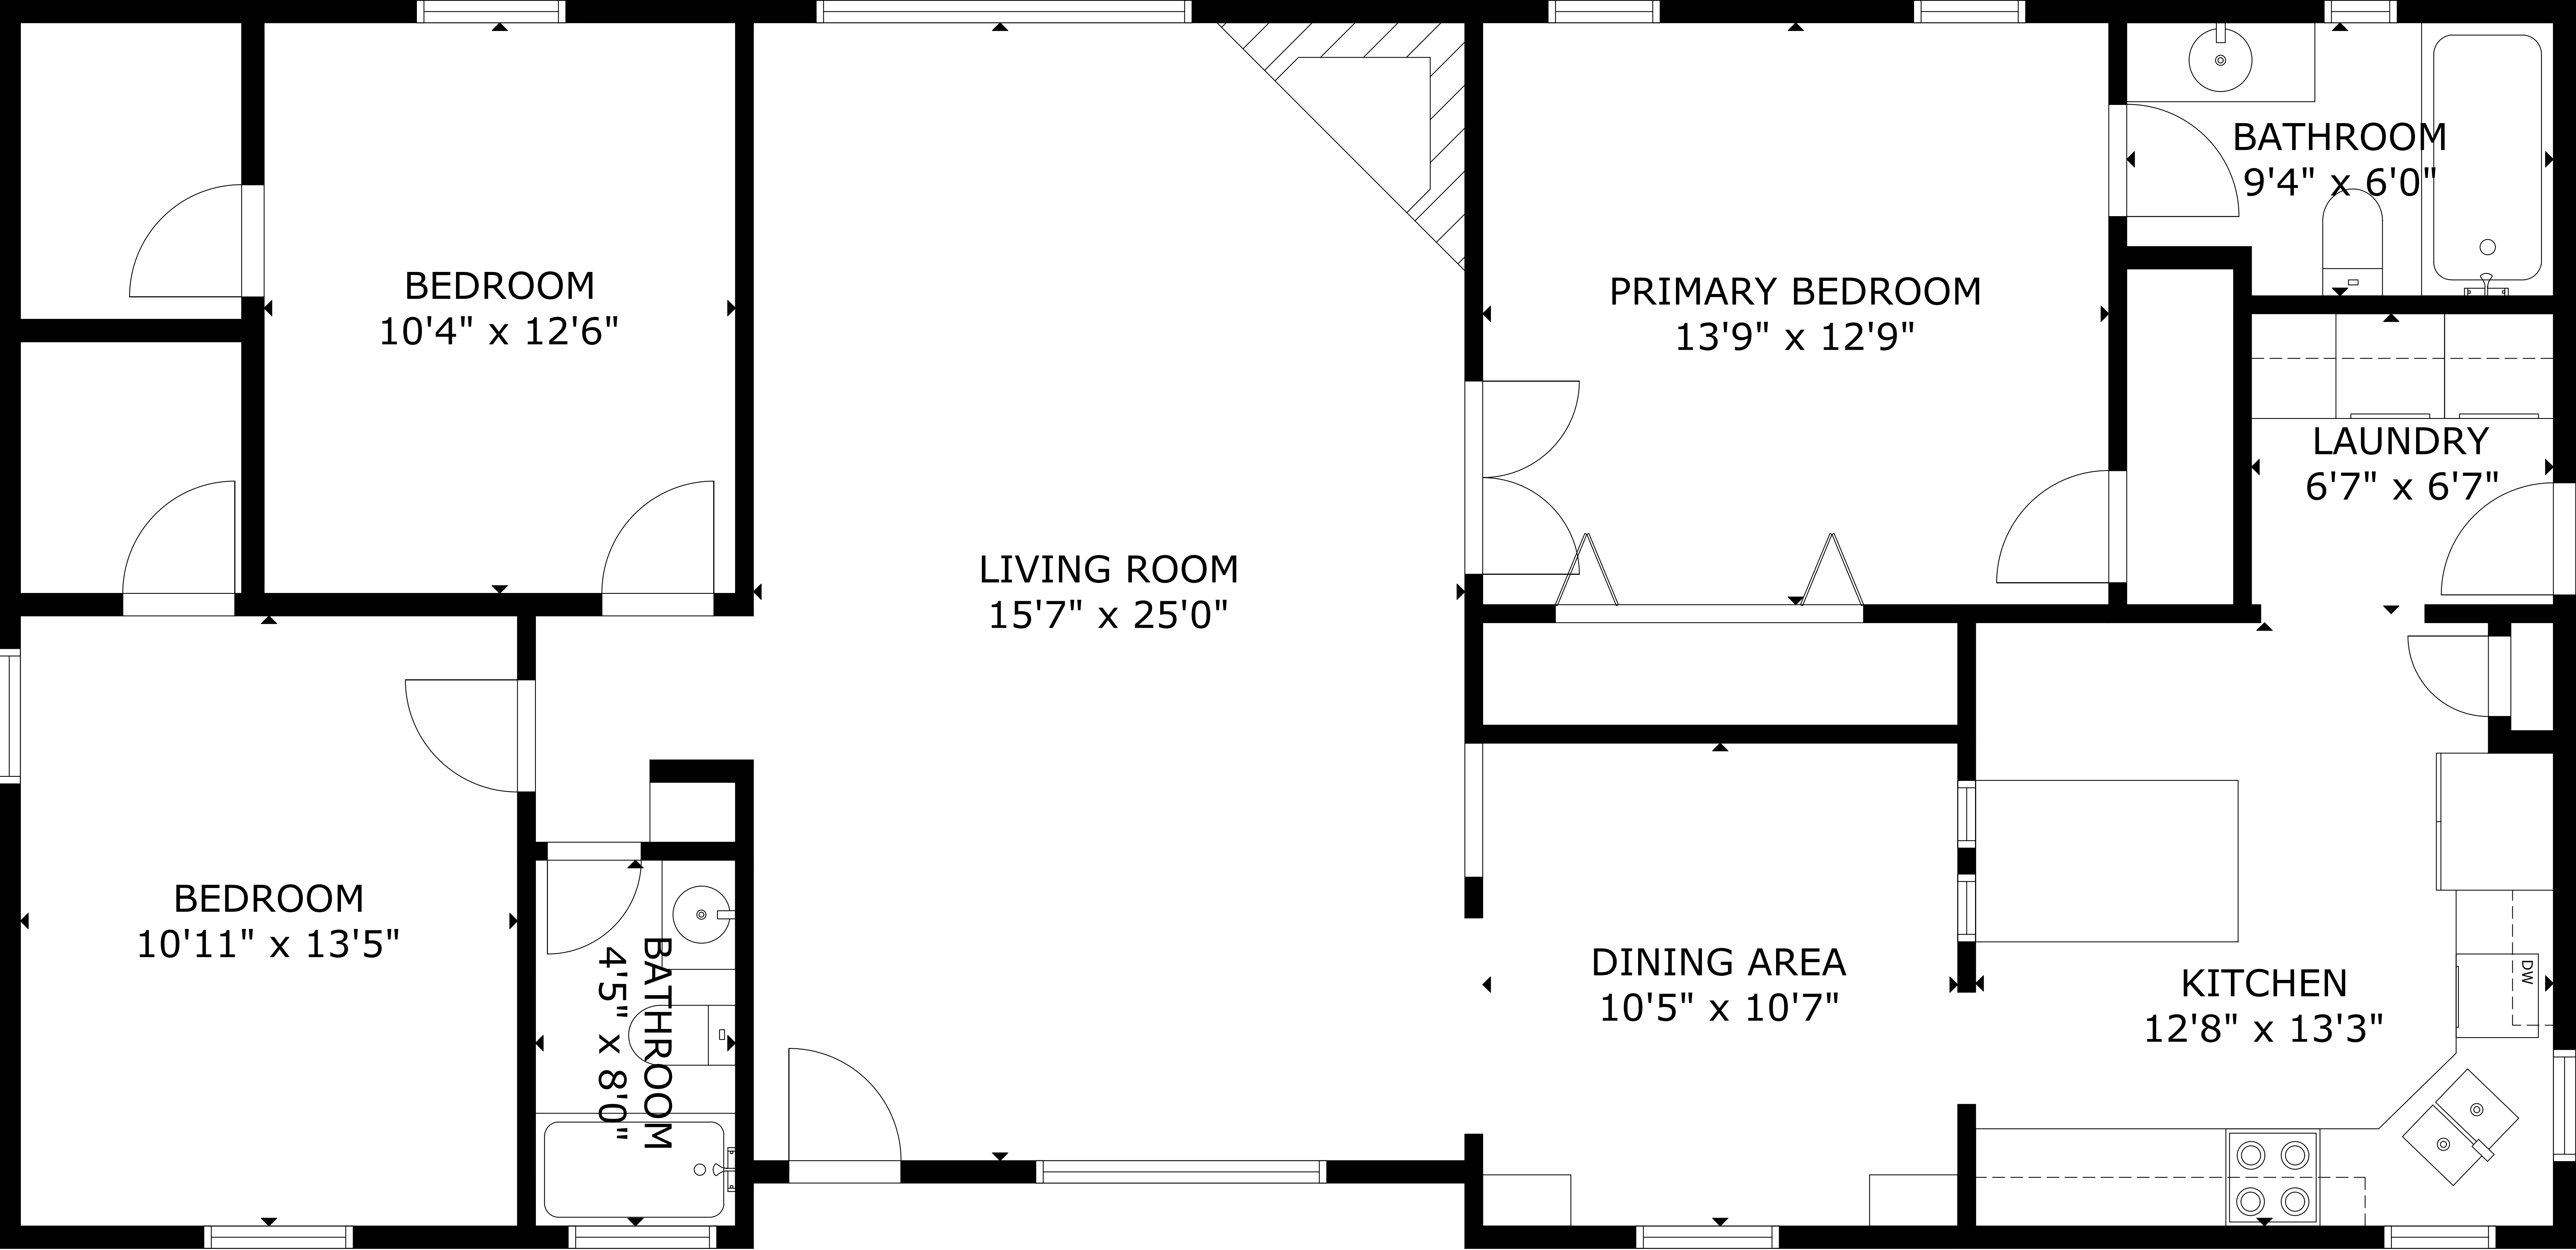 BATHROOM
9'4" x 6'0"
BEDROOM
10'4" x 12'6"
PRIMARY BEDROOM
13'9" x 12'9"
LAUNDRY
6'7" x 6'7"
LIVING ROOM
15'7" x 25'0"
BEDROOM
10'11" x 13'5"
BATHROOM
4'5" x 8'0"
DINING AREA
10'5" x 10'7"
KITCHEN
12'8" x 13'3"
DW